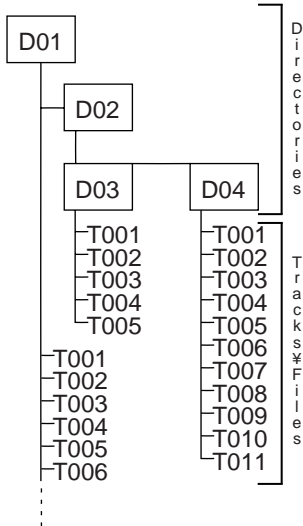 D01
D02
D03
D04
T001
T002
T003
T004
T005
T001
T002
T003
T004
T005
T006
T007
T008
T009
T010
T011
T001
T002
T003
T004
T005
T006
Directories
Tracks¥Files